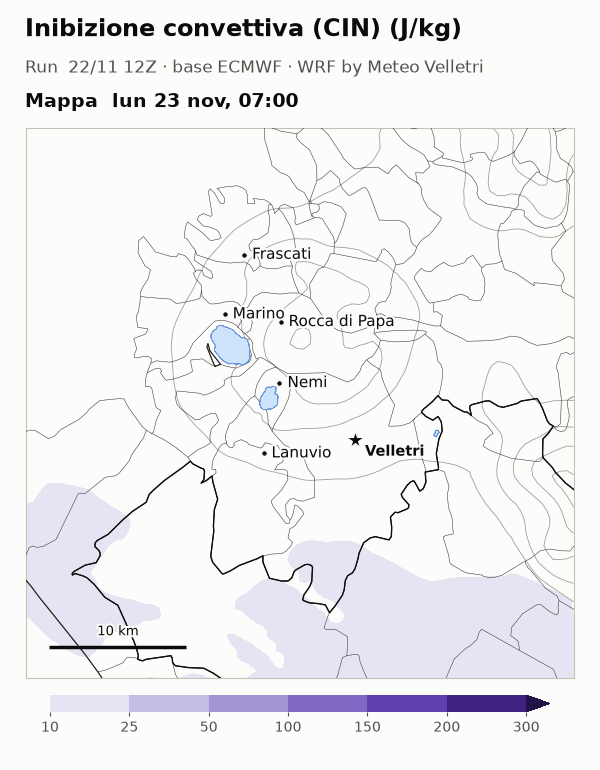 Inibizione convettiva (CIN) (J/kg)
Run  22/11 12Z · base ECMWF · WRF by Meteo Velletri
Mappa  lun 23 nov, 07:00
Frascati
Marino
Rocca di Papa
Nemi
Velletri
Lanuvio
10 km
10 25 50 100 150 200 300